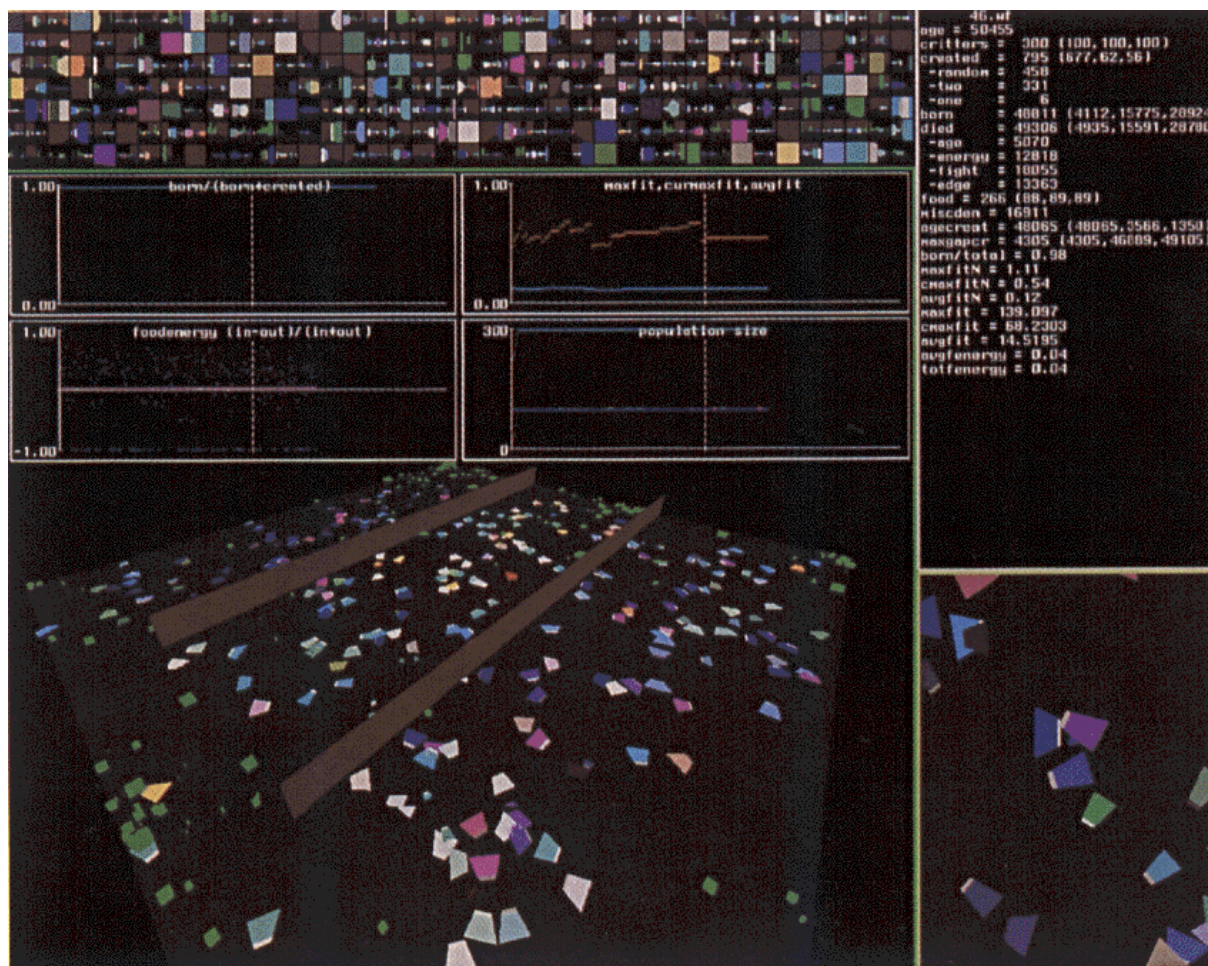 born/(born+created)
1.00
0.00
maxfit,curmaxfit,avgfit
1.00
0.00
foodenergy (in-out)/(in+out)
1.00
-1.00
population size
300
0
age = 50455
critters = 300 (100,100,100)
created = 795 (677,62,56)
-random = 458
-two = 331
-one = 6
born = 48811 (4112,15775,2892
died = 49306 (4935,15591,2878
-age = 5070
-energy = 12818
-fight = 18055
-edge = 13363
food = 266 (88,89,89)
miscden = 16911
agecreat = 48065 (48065,3566,1350)
maxgapcr = 4305 (4305,46889,49105)
born/total = 0.98
maxfitN = 1.11
cmaxfitN = 0.54
avgfitN = 0.12
maxfit = 139.097
cmaxfit = 68.2303
avgfit = 14.5195
avgfenergy = 0.04
totfenergy = 0.04